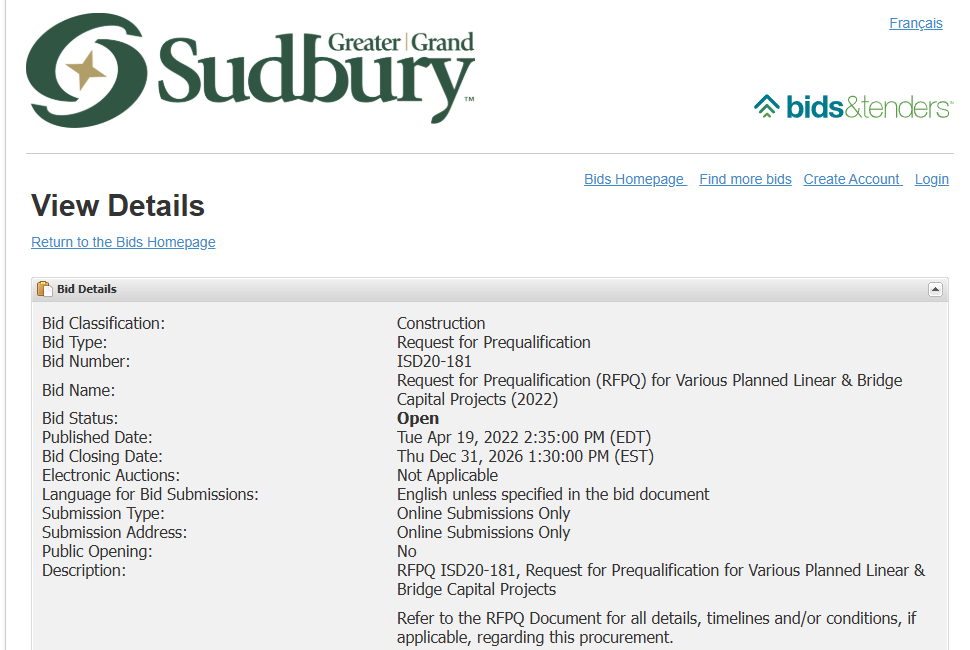 Français
Greater | Grand
Sudbury™
bids&tenders™
Bids Homepage Find more bids Create Account Login
View Details
Return to the Bids Homepage
Bid Details
Bid Classification: Construction
Bid Type: Request for Prequalification
Bid Number: ISD20-181
Bid Name: Request for Prequalification (RFPQ) for Various Planned Linear & Bridge
Capital Projects (2022)
Bid Status: Open
Published Date: Tue Apr 19, 2022 2:35:00 PM (EDT)
Bid Closing Date: Thu Dec 31, 2026 1:30:00 PM (EST)
Electronic Auctions: Not Applicable
Language for Bid Submissions: English unless specified in the bid document
Submission Type: Online Submissions Only
Submission Address: Online Submissions Only
Public Opening: No
Description: RFPQ ISD20-181, Request for Prequalification for Various Planned Linear &
Bridge Capital Projects
Refer to the RFPQ Document for all details, timelines and/or conditions, if
applicable, regarding this procurement.